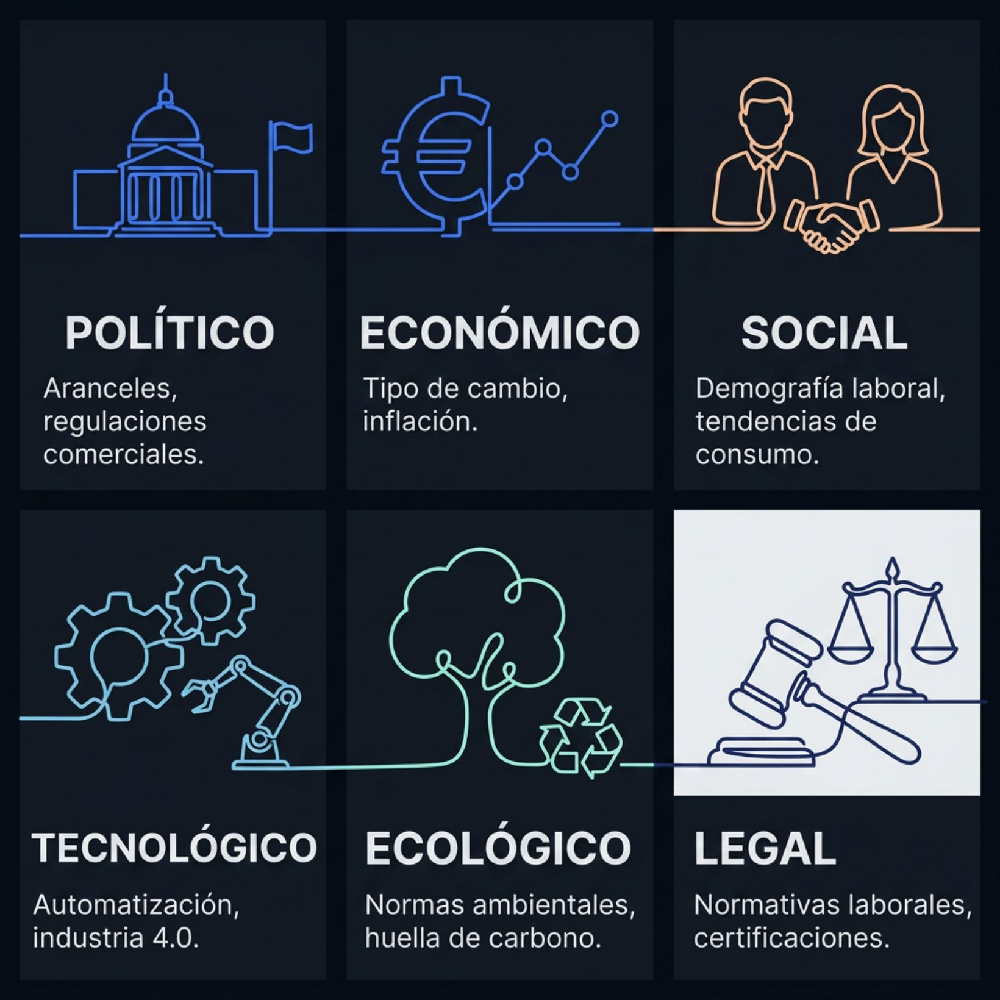 POLÍTICO
Aranceles,
regulaciones
comerciales.
ECONÓMICO
Tipo de cambio,
inflación.
SOCIAL
Demografía laboral,
tendencias de
consumo.
TECNOLÓGICO
Automatización,
industria 4.0.
ECOLÓGICO
Normas ambientales,
huella de carbono.
LEGAL
Normativas laborales,
certificaciones.